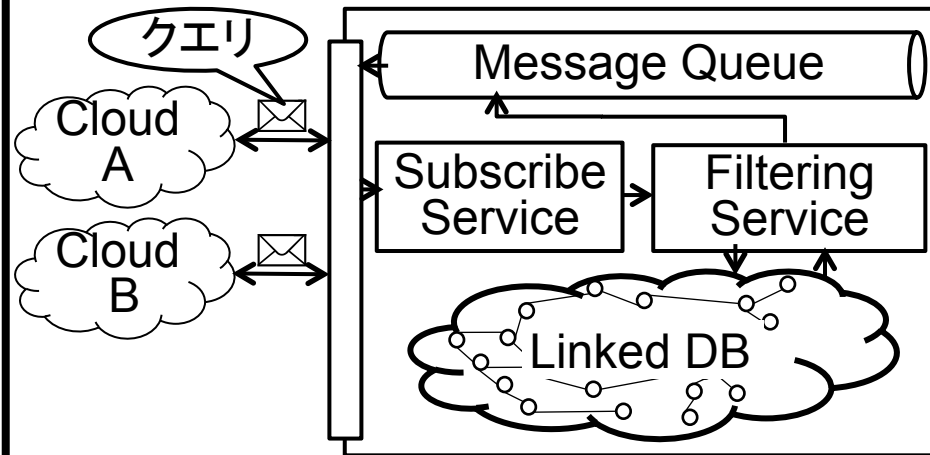 クエリ
Message Queue
Cloud
A
Subscribe
Service
Filtering
Service
Cloud
B
Linked DB